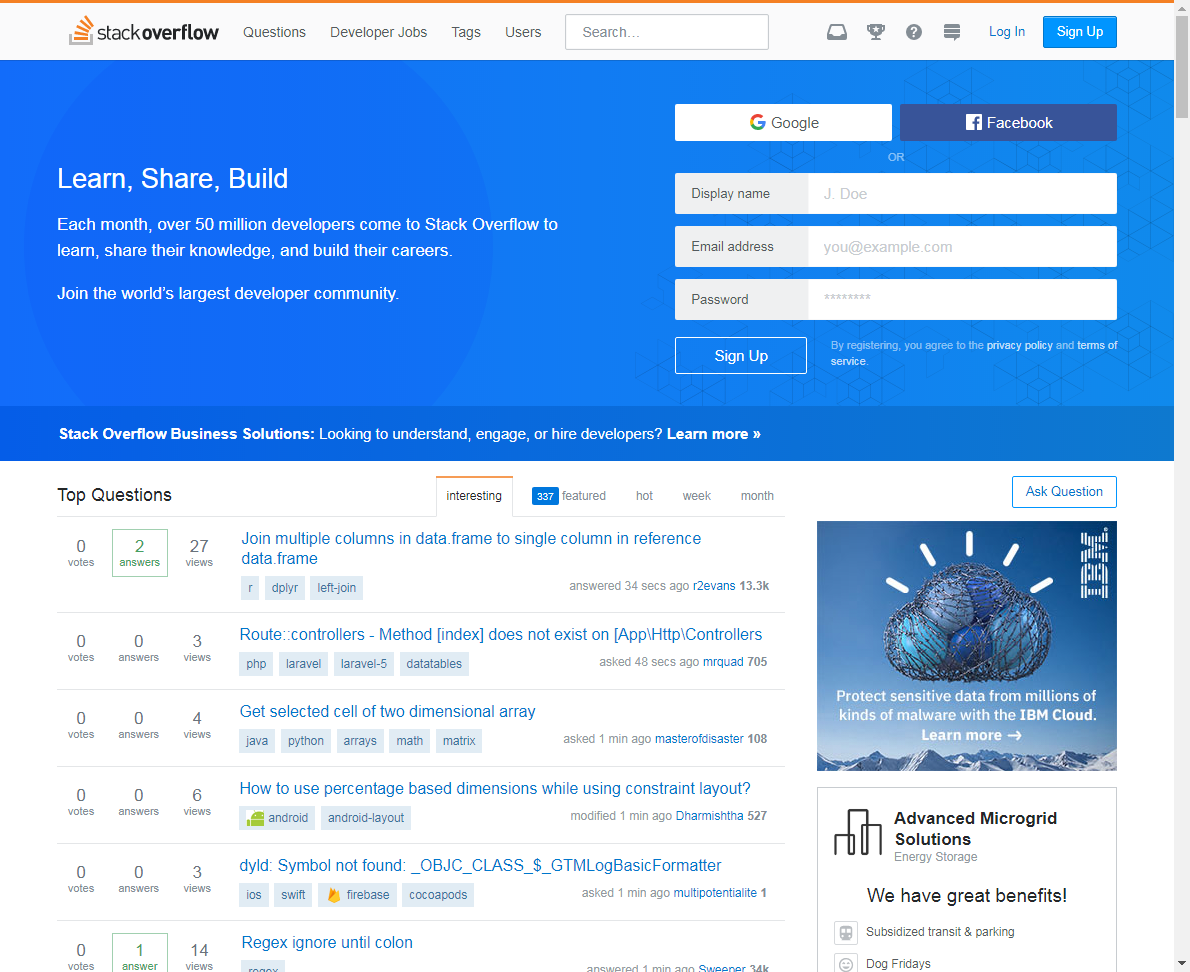 stackoverflow Questions Developer Jobs Tags Users Search... Log In Sign Up
Google Facebook
OR
Display name J. Doe
Email address you@example.com
Password ********
Sign Up By registering, you agree to the privacy policy and terms of
service.
Learn, Share, Build
Each month, over 50 million developers come to Stack Overflow to
learn, share their knowledge, and build their careers.
Join the world's largest developer community.
Stack Overflow Business Solutions: Looking to understand, engage, or hire developers? Learn more »
Top Questions interesting 337 featured hot week month
0 votes 2 answers 27 views
Join multiple columns in data.frame to single column in reference
data.frame
r dplyr left-join
answered 34 secs ago r2evans 13.3k
0 votes 0 answers 3 views
Route::controllers - Method [index] does not exist on [App\Http\Controllers
php laravel laravel-5 datatables
asked 48 secs ago mrquad 705
0 votes 0 answers 4 views
Get selected cell of two dimensional array
java python arrays math matrix
asked 1 min ago masterofdisaster 108
0 votes 0 answers 6 views
How to use percentage based dimensions while using constraint layout?
android android-layout
modified 1 min ago Dharmishtha 527
0 votes 0 answers 3 views
dyld: Symbol not found: _OBJC_CLASS_$_GTMLogBasicFormatter
ios swift firebase cocoapods
asked 1 min ago multipotentialite 1
0 votes 1 answer 14 views
Regex ignore until colon
regex
answered 1 min ago Sweeper 34k
Ask Question
IBM
Protect sensitive data from millions of
kinds of malware with the IBM Cloud.
Learn more →
Advanced Microgrid
Solutions
Energy Storage
We have great benefits!
Subsidized transit & parking
Dog Fridays